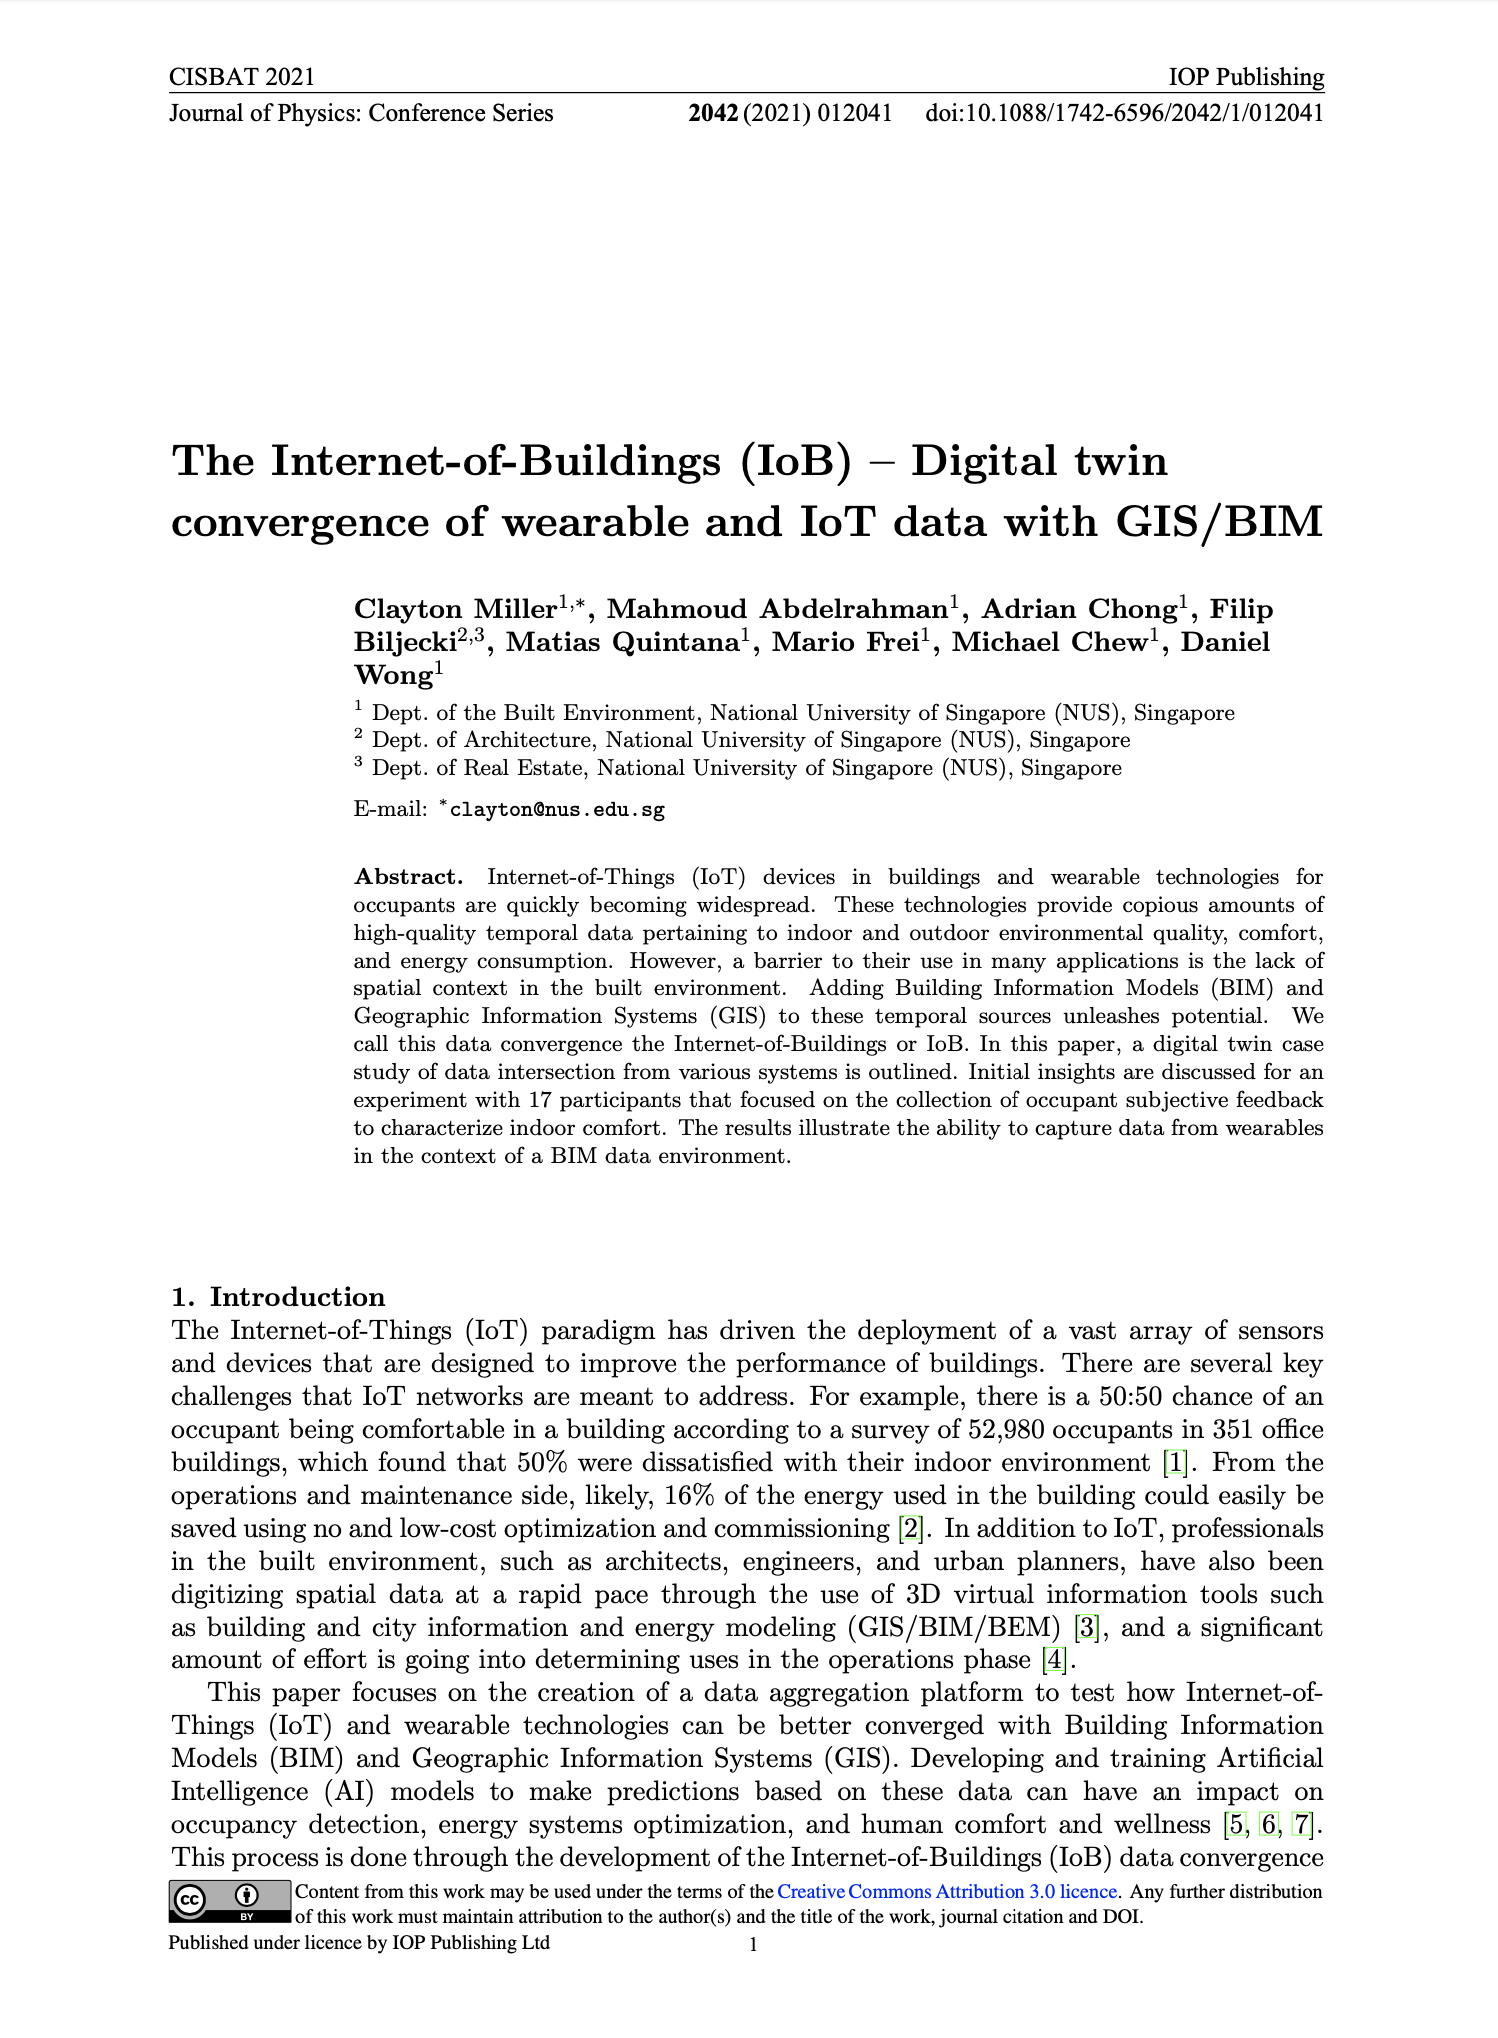 CISBAT 2021
IOP Publishing
Journal of Physics: Conference Series
2042 (2021) 012041
doi:10.1088/1742-6596/2042/1/012041
The Internet-of-Buildings (IoB) – Digital twin
convergence of wearable and IoT data with GIS/BIM
Clayton Miller1,*, Mahmoud Abdelrahman1, Adrian Chong1, Filip
Biljecki2,3, Matias Quintana1, Mario Frei1, Michael Chew1, Daniel
Wong1
1 Dept. of the Built Environment, National University of Singapore (NUS), Singapore
2 Dept. of Architecture, National University of Singapore (NUS), Singapore
3 Dept. of Real Estate, National University of Singapore (NUS), Singapore
E-mail: *clayton@nus.edu.sg
Abstract. Internet-of-Things (IoT) devices in buildings and wearable technologies for
occupants are quickly becoming widespread. These technologies provide copious amounts of
high-quality temporal data pertaining to indoor and outdoor environmental quality, comfort,
and energy consumption. However, a barrier to their use in many applications is the lack of
spatial context in the built environment. Adding Building Information Models (BIM) and
Geographic Information Systems (GIS) to these temporal sources unleashes potential. We
call this data convergence the Internet-of-Buildings or IoB. In this paper, a digital twin case
study of data intersection from various systems is outlined. Initial insights are discussed for an
experiment with 17 participants that focused on the collection of occupant subjective feedback
to characterize indoor comfort. The results illustrate the ability to capture data from wearables
in the context of a BIM data environment.
1. Introduction
The Internet-of-Things (IoT) paradigm has driven the deployment of a vast array of sensors
and devices that are designed to improve the performance of buildings. There are several key
challenges that IoT networks are meant to address. For example, there is a 50:50 chance of an
occupant being comfortable in a building according to a survey of 52,980 occupants in 351 office
buildings, which found that 50% were dissatisfied with their indoor environment [1]. From the
operations and maintenance side, likely, 16% of the energy used in the building could easily be
saved using no and low-cost optimization and commissioning [2]. In addition to IoT, professionals
in the built environment, such as architects, engineers, and urban planners, have also been
digitizing spatial data at a rapid pace through the use of 3D virtual information tools such
as building and city information and energy modeling (GIS/BIM/BEM) [3], and a significant
amount of effort is going into determining uses in the operations phase [4].
This paper focuses on the creation of a data aggregation platform to test how Internet-of-
Things (IoT) and wearable technologies can be better converged with Building Information
Models (BIM) and Geographic Information Systems (GIS). Developing and training Artificial
Intelligence (AI) models to make predictions based on these data can have an impact on
occupancy detection, energy systems optimization, and human comfort and wellness [5, 6, 7].
This process is done through the development of the Internet-of-Buildings (IoB) data convergence
cc
BY
Content from this work may be used under the terms of the Creative Commons Attribution 3.0 licence. Any further distribution
of this work must maintain attribution to the author(s) and the title of the work, journal citation and DOI.
Published under licence by IOP Publishing Ltd
1